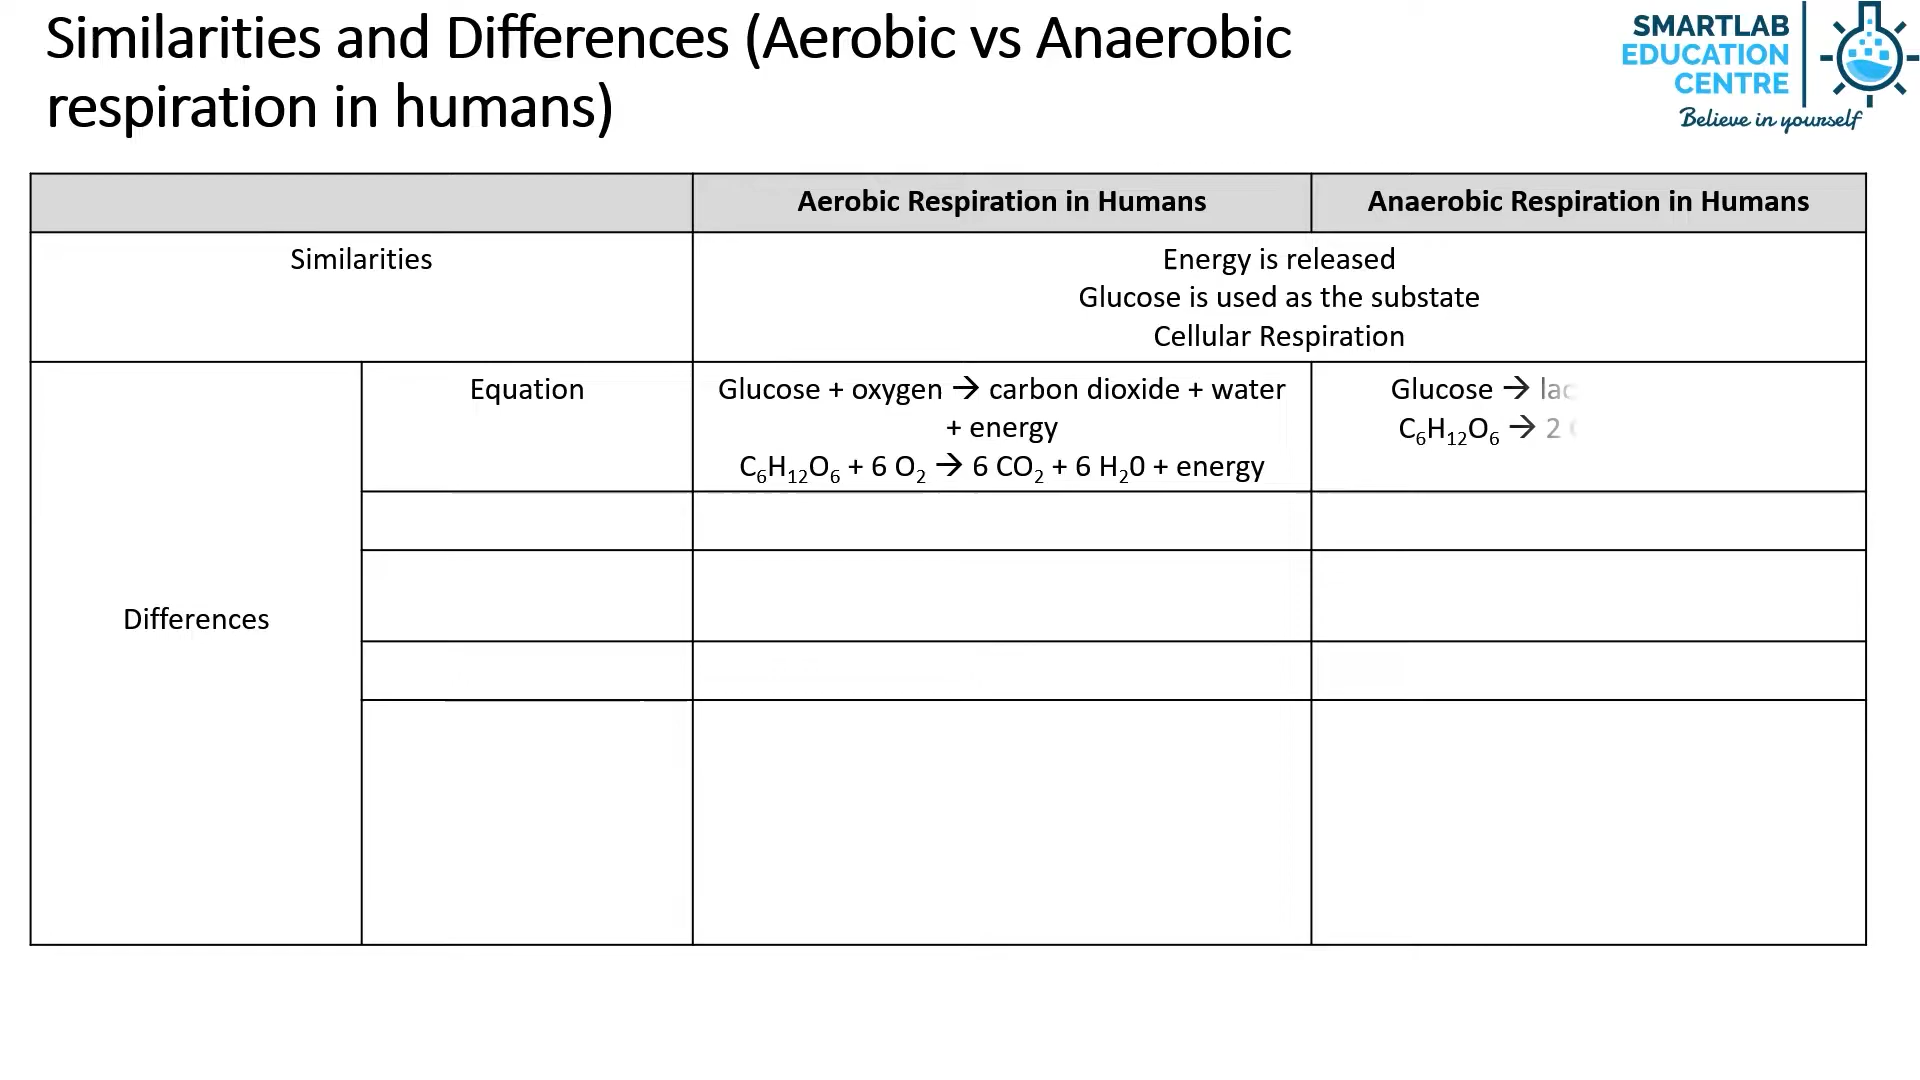 Similarities and Differences (Aerobic vs Anaerobic
respiration in humans)
SMARTLAB
EDUCATION
CENTRE
Believe in yourself
Aerobic Respiration in Humans
Anaerobic Respiration in Humans
Similarities
Energy is released
Glucose is used as the substate
Cellular Respiration
Differences
Equation
Glucose + oxygen → carbon dioxide + water
+ energy
C₆H₁₂O₆ + 6 O₂ → 6 CO₂ + 6 H₂0 + energy
Glucose →
C₆H₁₂O₆ → 2